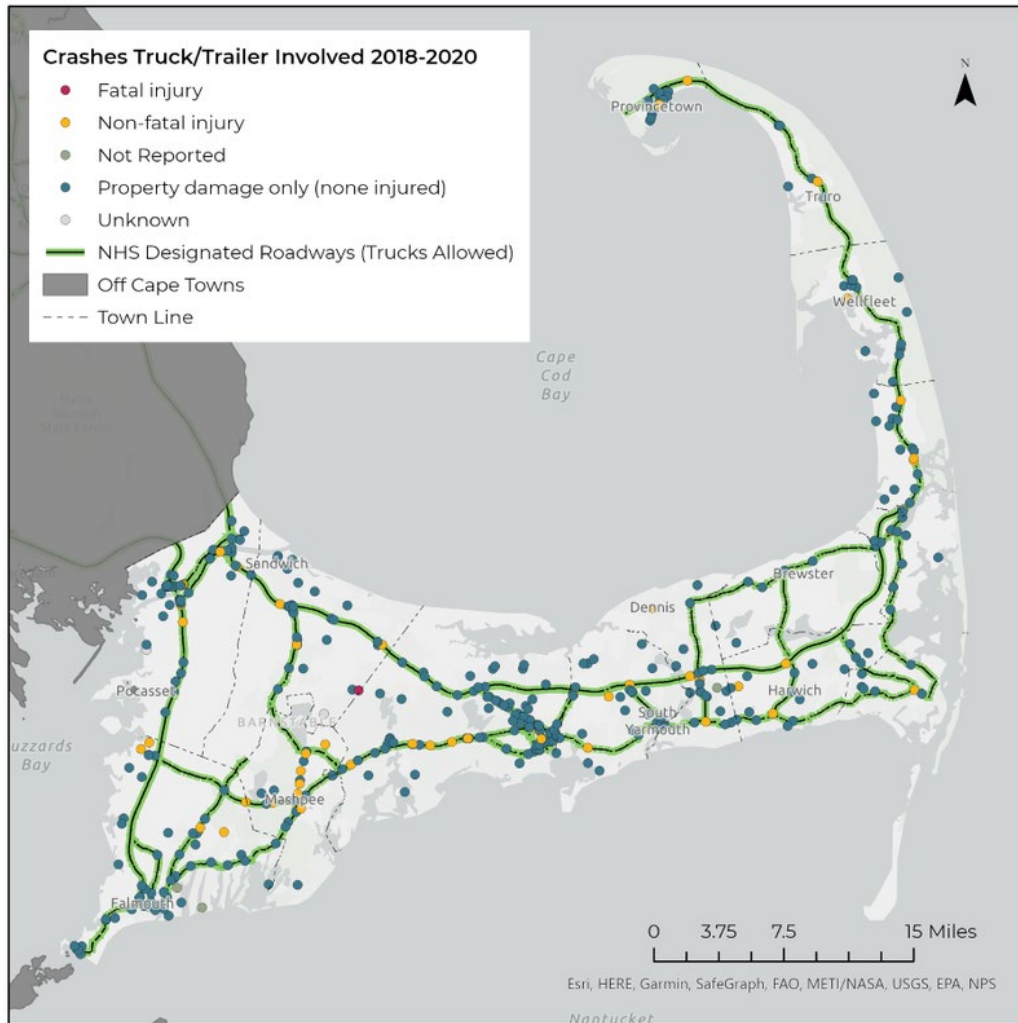 Crashes Truck/Trailer Involved 2018-2020
Fatal injury
Non-fatal injury
Not Reported
Property damage only (none injured)
Unknown
NHS Designated Roadways (Trucks Allowed)
Off Cape Towns
Town Line
N
Provincetown
Truro
Wellfleet
Cape
Cod
Bay
Sandwich
Brewster
Dennis
Pocasset
Harwich
BARNSTABLE
South
Yarmouth
uzzards
Bay
Mashpee
Falmouth
0 3.75 7.5 15 Miles
Esri, HERE, Garmin, SafeGraph, FAO, METI/NASA, USGS, EPA, NPS
Nantucket